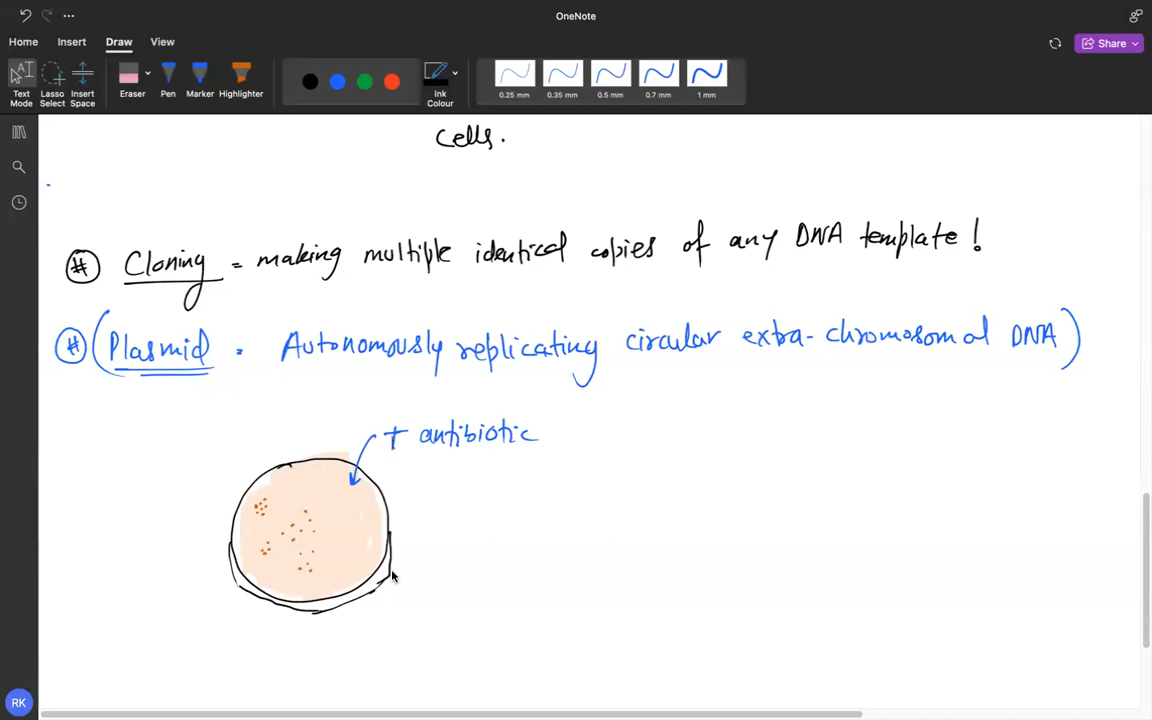 OneNote
Home Insert Draw View
Share
Text Mode
Lasso Select
Insert Space
Eraser
Pen
Marker
Highlighter
Ink Colour
0.25 mm
0.35 mm
0.5 mm
0.7 mm
1 mm
cells.
# Cloning = making multiple identical copies of any DNA template!
# (Plasmid = Autonomously replicating circular extra-chromosomal DNA)
+ antibiotic
RK